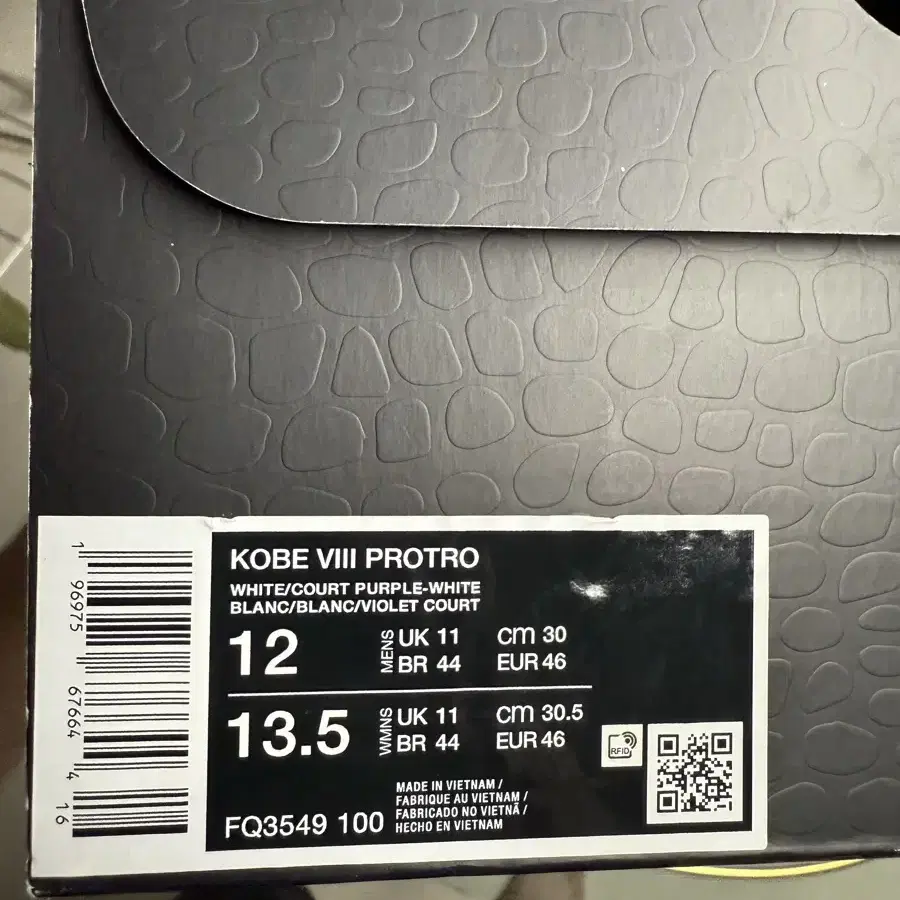 KOBE VIII PROTRO
WHITE/COURT PURPLE-WHITE
BLANC/BLANC/VIOLET COURT
12 MENS UK 11 cm 30
BR 44 EUR 46
13.5 WMNS UK 11 cm 30.5
BR 44 EUR 46
RFID
FQ3549 100
MADE IN VIETNAM /
FABRIQUE AU VIETNAM /
FABRICADO NO VIETNÃ /
HECHO EN VIETNAM
1 96975 67664 4 16